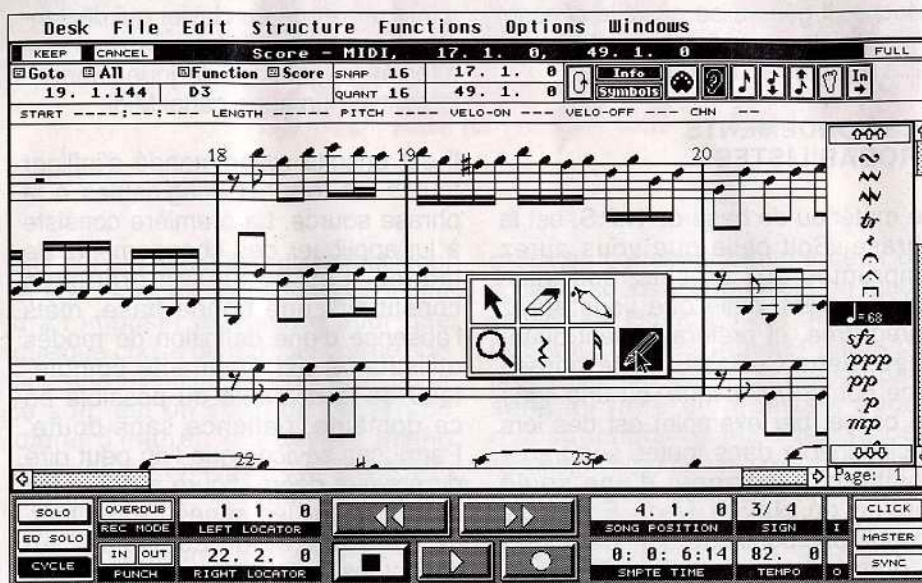 Desk File Edit Structure Functions Options Windows
KEEP CANCEL Score - MIDI, 17. 1. 0, 49. 1. 0 FULL
Goto All Function Score SNAP 16 17. 1. 0 Info In
19. 1.144 D3 QUANT 16 49. 1. 0 Symbols
START ----:--:--- LENGTH ---- PITCH ---- VELO-ON --- VELO-OFF --- CHN ---
18 19 20
♩=68
sfz
ppp
pp
p
dim
22 23
Page: 1
SOLO OVERDUB 1. 1. 0 4. 1. 0 3/4 CLICK
REC MODE LEFT LOCATOR SONG POSITION SIGN I
ED SOLO MASTER
IN OUT 22. 2. 0 0: 0: 6:14 82. 0
CYCLE PUNCH RIGHT LOCATOR SMPTE TIME TEMPO O SYNC